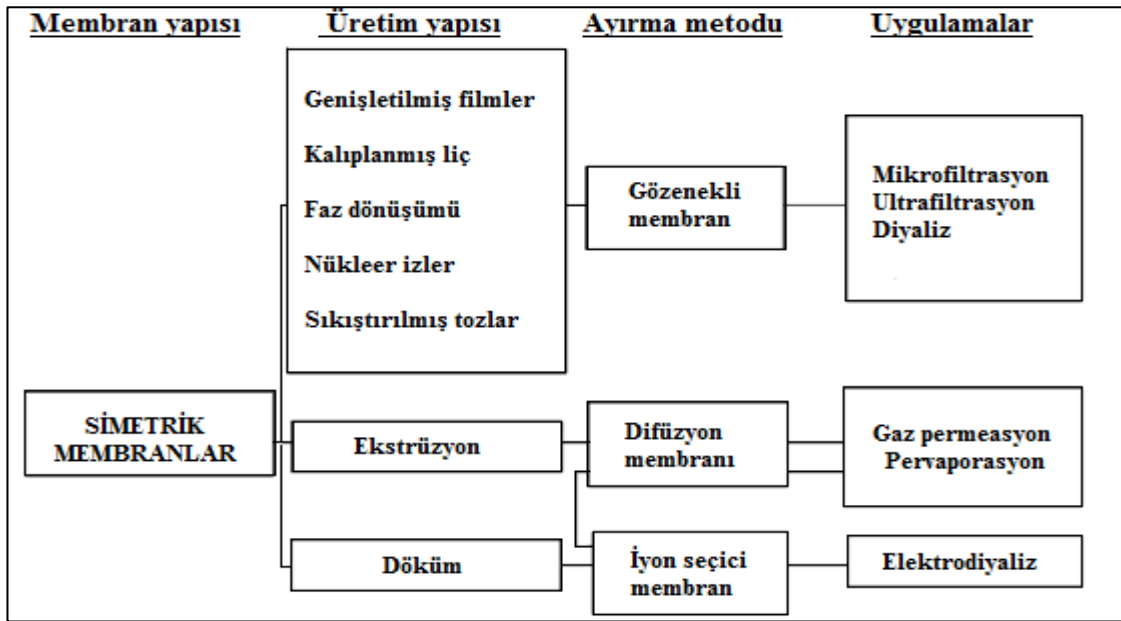 Membran yapısı
Üretim yapısı
Ayırma metodu
Uygulamalar
Genişletilmiş filmler
Kalıplanmış liç
Faz dönüşümü
Nükleer izler
Sıkıştırılmış tozlar
Gözenekli
membran
Mikrofiltrasyon
Ultrafiltrasyon
Diyaliz
SİMETRİK
MEMBRANLAR
Ekstrüzyon
Difüzyon
membranı
Gaz permeasyon
Pervaporasyon
Döküm
İyon seçici
membran
Elektrodiyaliz